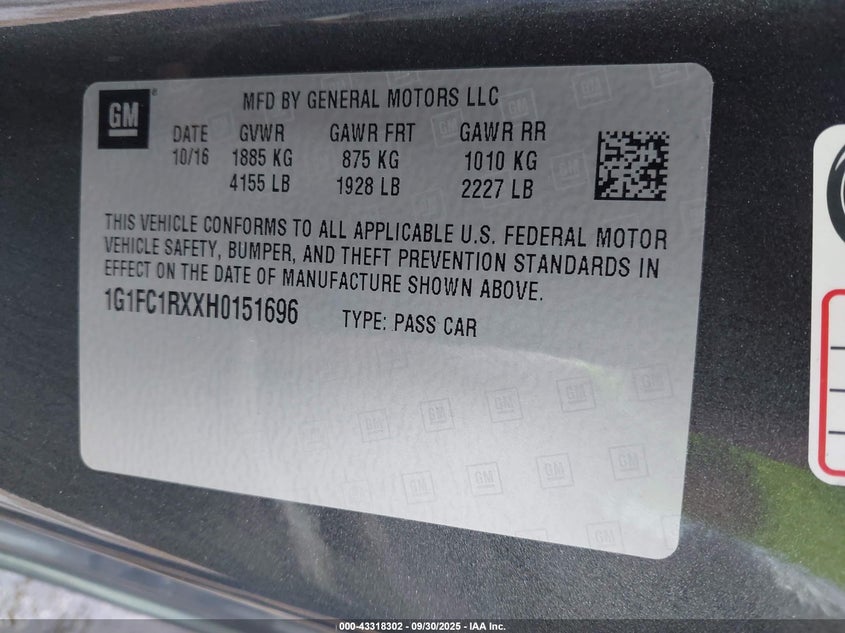 GM
MFD BY GENERAL MOTORS LLC
DATE GVWR GAWR FRT GAWR RR
10/16 1885 KG 875 KG 1010 KG
4155 LB 1928 LB 2227 LB
THIS VEHICLE CONFORMS TO ALL APPLICABLE U.S. FEDERAL MOTOR
VEHICLE SAFETY, BUMPER, AND THEFT PREVENTION STANDARDS IN
EFFECT ON THE DATE OF MANUFACTURE SHOWN ABOVE.
1G1FC1RXXH0151696 TYPE: PASS CAR
000-43318302 - 09/30/2025 - IAA Inc.